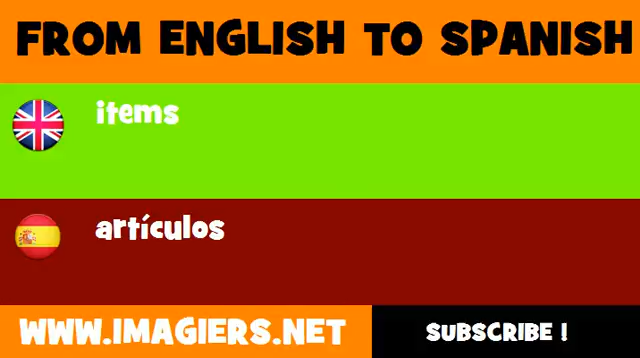 FROM ENGLISH TO SPANISH
items
artículos
WWW.IMAGIERS.NET
SUBSCRIBE !